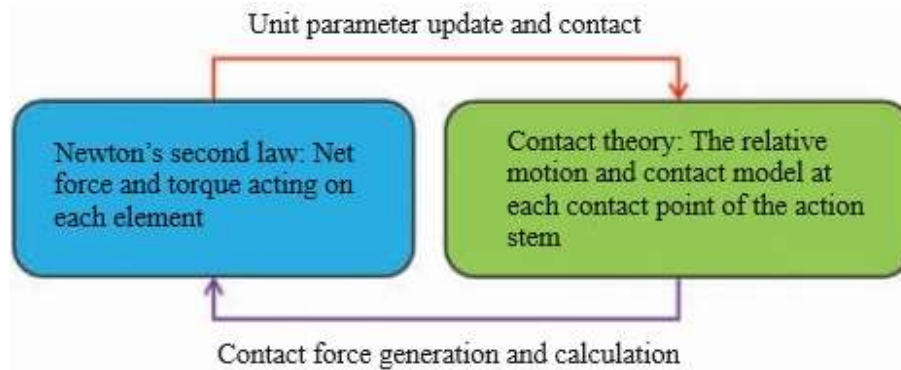 Unit parameter update and contact
Newton's second law: Net
force and torque acting on
each element
Contact theory: The relative
motion and contact model at
each contact point of the action
stem
Contact force generation and calculation